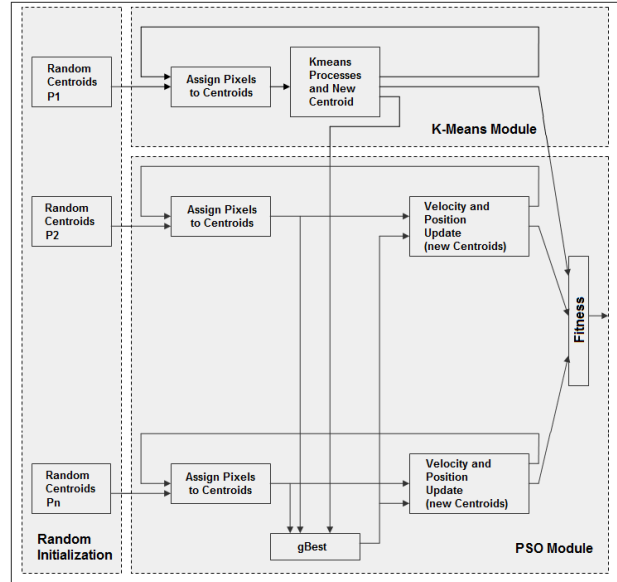 Random
Centroids
P1
Assign Pixels
to Centroids
Kmeans
Processes
and New
Centroid
K-Means Module
Random
Centroids
P2
Assign Pixels
to Centroids
Velocity and
Position
Update
(new Centroids)
Fitness
Random
Centroids
Pn
Assign Pixels
to Centroids
Velocity and
Position
Update
(new Centroids)
gBest
Random
Initialization
PSO Module